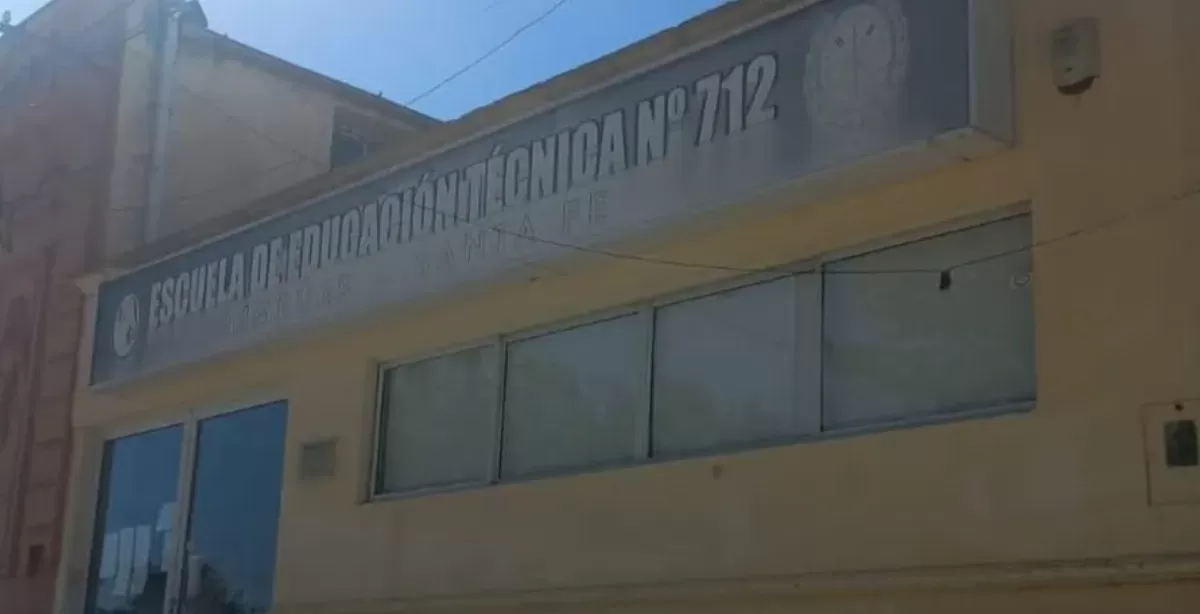 ESCUELA DE EDUCACIÓN TÉCNICA Nº 712
SANTA FE